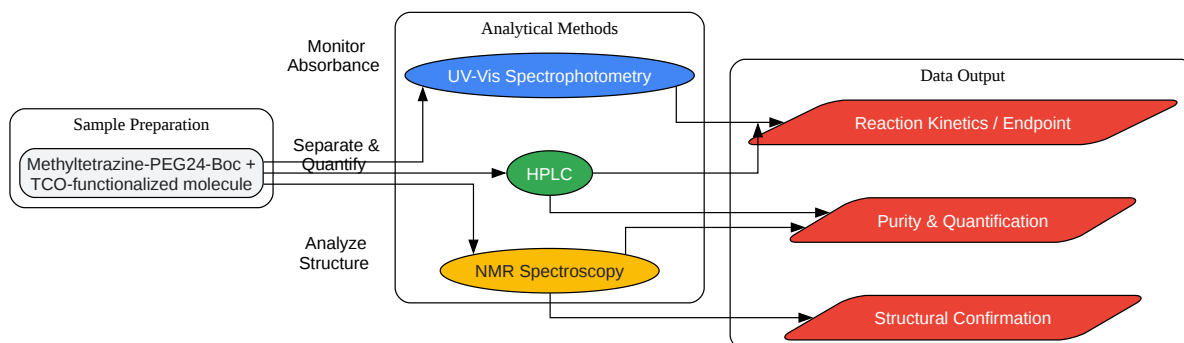 Sample Preparation
Methyltetrazine-PEG24-Boc +
TCO-functionalized molecule
Monitor
Absorbance
Separate &
Quantify
Analyze
Structure
Analytical Methods
UV-Vis Spectrophotometry
HPLC
NMR Spectroscopy
Data Output
Reaction Kinetics / Endpoint
Purity & Quantification
Structural Confirmation